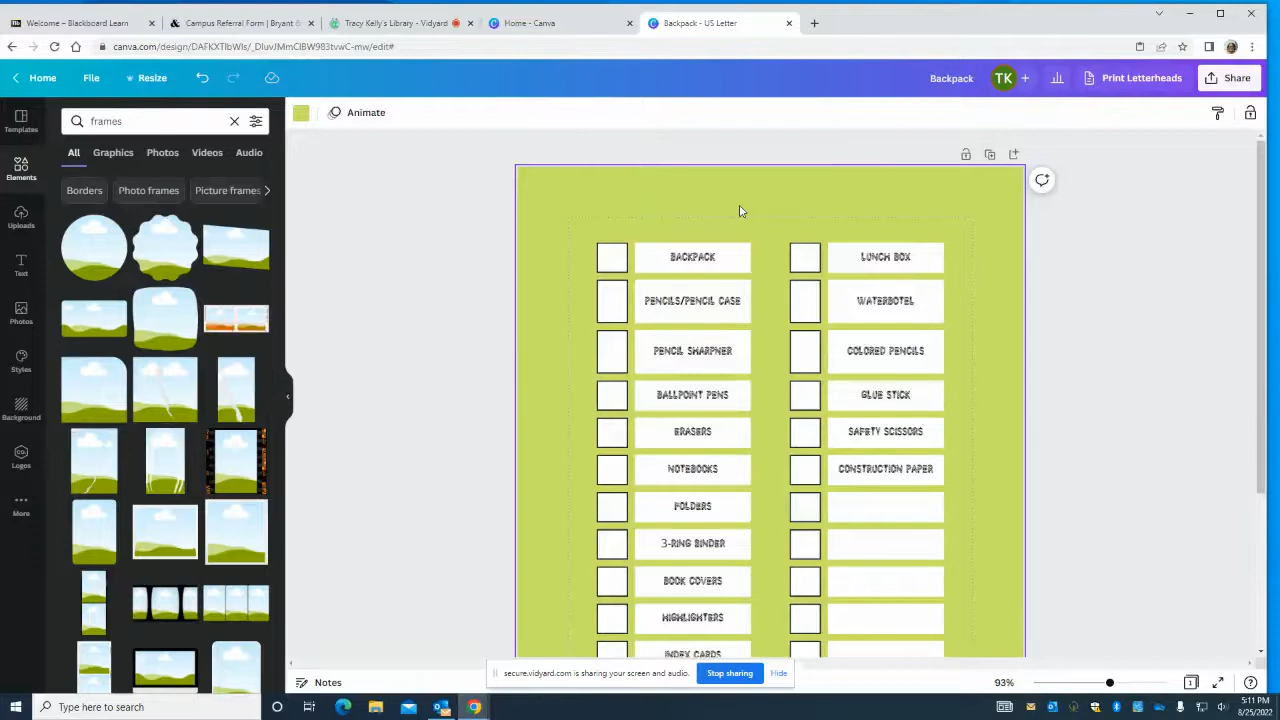 Welcome – Blackboard Learn
Campus Referral Form | Bryant &
Tracy Kelly's Library - Vidyard
Home - Canva
Backpack - US Letter
canva.com/design/DAFKXTlbWls/_DluvJMmClBW983tvwC-mw/edit#
Home
File
Resize
Backpack
TK
Print Letterheads
Share
Templates
frames
Animate
All
Graphics
Photos
Videos
Audio
Elements
Borders
Photo frames
Picture frames
Uploads
Text
Photos
Styles
Background
Logos
More
BACKPACK
LUNCH BOX
PENCILS/PENCIL CASE
WATERBOTEL
PENCIL SHARPNER
COLORED PENCILS
BALLPOINT PENS
GLUE STICK
ERASERS
SAFETY SCISSORS
NOTEBOOKS
CONSTRUCTION PAPER
FOLDERS
3-RING BINDER
BOOK COVERS
HIGHLIGHTERS
INDEX CARDS
secure.vidyard.com is sharing your screen and audio.
Stop sharing
Hide
Notes
93%
1
Type here to search
5:11 PM
8/25/2022